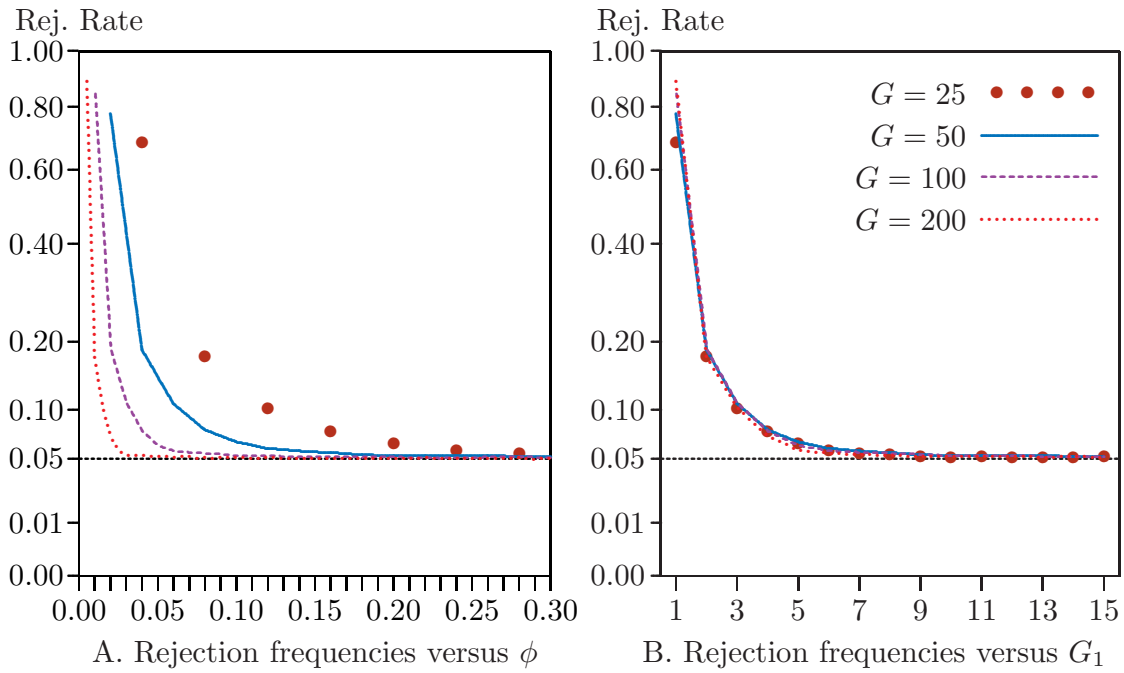 Rej. Rate
1.00
0.80
0.60
0.40
0.20
0.10
0.05
0.01
0.00
0.00 0.05 0.10 0.15 0.20 0.25 0.30
A. Rejection frequencies versus ϕ
Rej. Rate
1.00
0.80
0.60
0.40
0.20
0.10
0.05
0.01
0.00
1 3 5 7 9 11 13 15
G = 25
G = 50
G = 100
G = 200
B. Rejection frequencies versus G₁